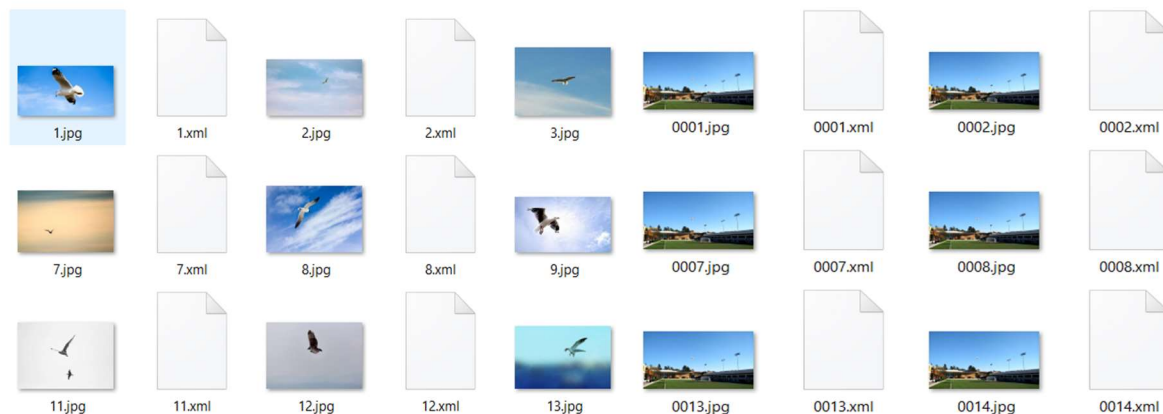 1.jpg 1.xml 2.jpg 2.xml 3.jpg 0001.jpg 0001.xml 0002.jpg 0002.xml
7.jpg 7.xml 8.jpg 8.xml 9.jpg 0007.jpg 0007.xml 0008.jpg 0008.xml
11.jpg 11.xml 12.jpg 12.xml 13.jpg 0013.jpg 0013.xml 0014.jpg 0014.xml